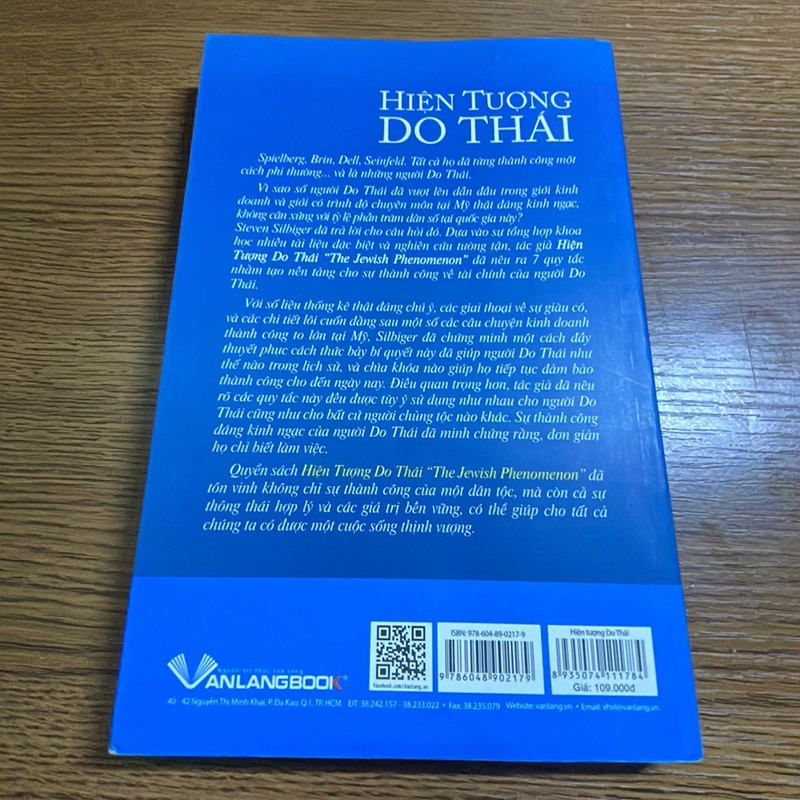 HIỆN TƯỢNG
DO THÁI
Spielberg, Brin, Dell, Seinfeld. Tất cả họ đã từng thành công một
cách phi thường... và là những người Do Thái.
Vì sao số người Do Thái đã vượt lên dẫn đầu trong giới kinh
doanh và giới có trình độ chuyên môn tại Mỹ thật đáng kinh ngạc,
không cân xứng với tỷ lệ phần trăm dân số tại quốc gia này?
Steven Silbiger đã trả lời cho câu hỏi đó. Dựa vào sự tổng hợp khoa
học nhiều tài liệu đặc biệt và nghiên cứu tường tận, tác giả Hiện
Tượng Do Thái "The Jewish Phenomenon" đã nêu ra 7 quy tắc
nhằm tạo nên tảng cho sự thành công về tài chính của người Do
Thái.
Với số liệu thống kê thật đáng chú ý, các giai thoại về sự giàu có,
và các chi tiết lôi cuốn đằng sau một số các câu chuyện kinh doanh
thành công to lớn tại Mỹ, Silbiger đã chứng minh một cách đầy
thuyết phục cách thức bảy bí quyết này đã giúp người Do Thái như
thế nào trong lịch sử, và chìa khóa nào giúp họ tiếp tục đảm bảo
thành công cho đến ngày nay. Điều quan trọng hơn, tác giả đã nêu
rõ các quy tắc này đều được tùy ý sử dụng như nhau cho người Do
Thái cũng như cho bất cứ người chủng tộc nào khác. Sự thành công
đáng kinh ngạc của người Do Thái đã minh chứng rằng, đơn giản
họ chỉ biết làm việc.
Quyển sách Hiện Tượng Do Thái "The Jewish Phenomenon" đã
tôn vinh không chỉ sự thành công của một dân tộc, mà còn cả sự
thông thái hợp lý và các giá trị bền vững, có thể giúp cho tất cả
chúng ta có được một cuộc sống thịnh vượng.
VANLANGBOOK®
facebook.com/vanlang.vn
ISBN: 978-604-89-0217-9
9 786048 902179
Hiện tượng Do Thái
8 935074 111784
Giá: 109.000đ
40 - 42 Nguyễn Thị Minh Khai, P. Đa Kao, Q.1, TP. HCM. ĐT: 38.242.157 - 38.233.022 • Fax: 38.235.079 Website: vanlang.vn • Email: vhvl@vanlang.vn